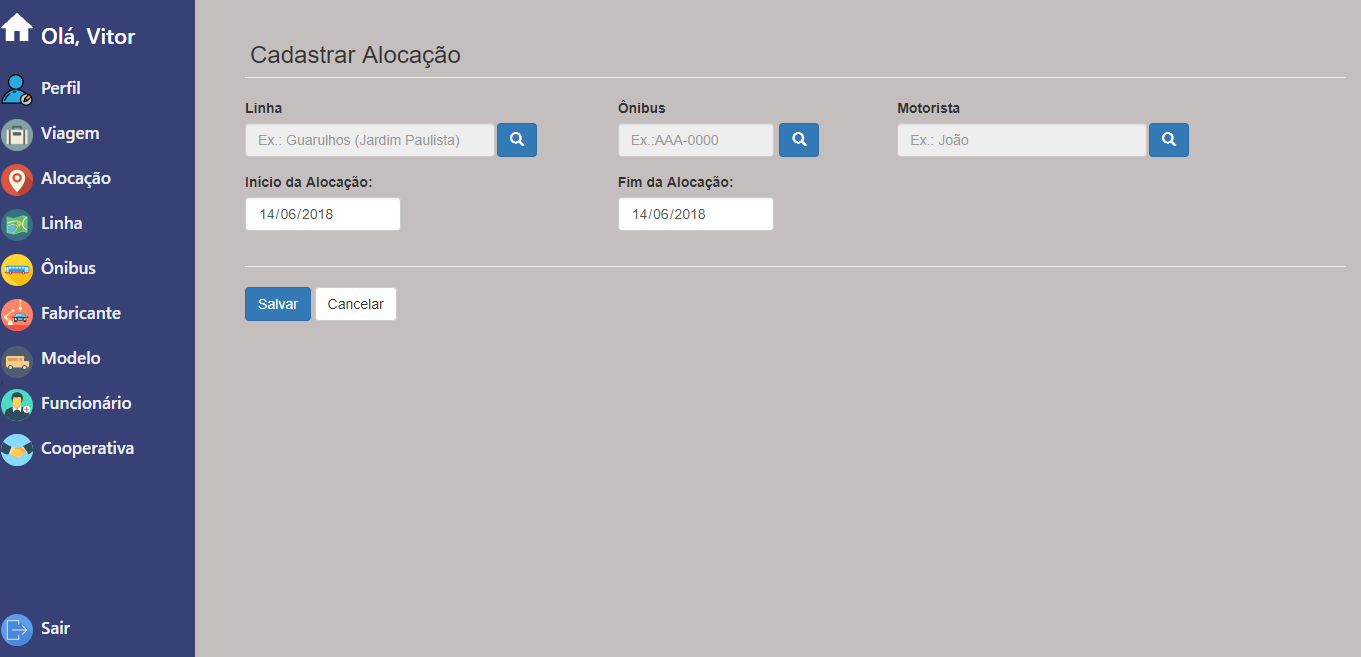 Olá, Vitor
Perfil
Viagem
Alocação
Linha
Ônibus
Fabricante
Modelo
Funcionário
Cooperativa
Sair
Cadastrar Alocação
Linha
Ônibus
Motorista
Ex.: Guarulhos (Jardim Paulista)
Ex.:AAA-0000
Ex.: João
Início da Alocação:
Fim da Alocação:
14/06/2018
14/06/2018
Salvar
Cancelar